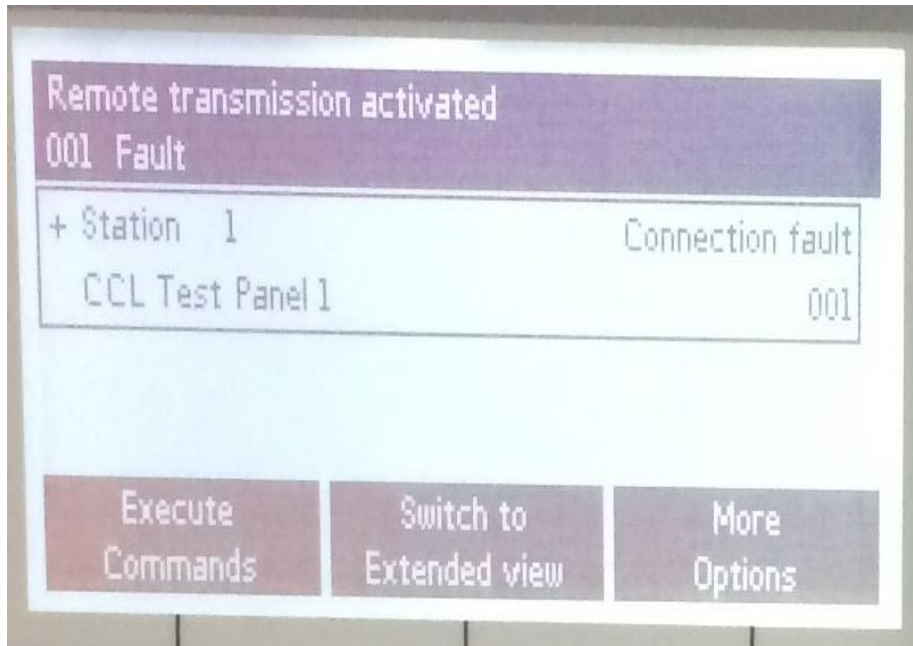 Remote transmission activated
001 Fault
+ Station 1 Connection fault
CCL Test Panel 1 001
Execute Commands
Switch to Extended view
More Options